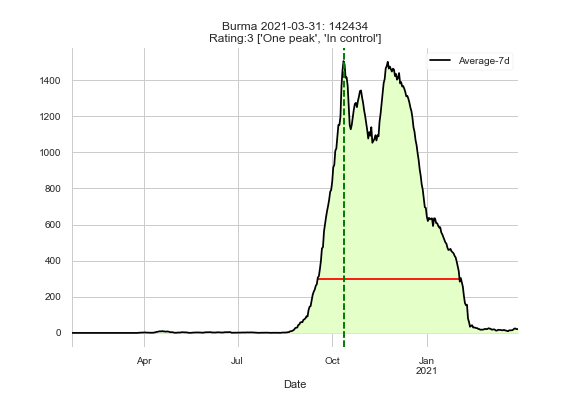 Burma 2021-03-31: 142434
Rating:3 ['One peak', 'In control']
Average-7d
1400
1200
1000
800
600
400
200
0
Apr
Jul
Oct
Jan
2021
Date